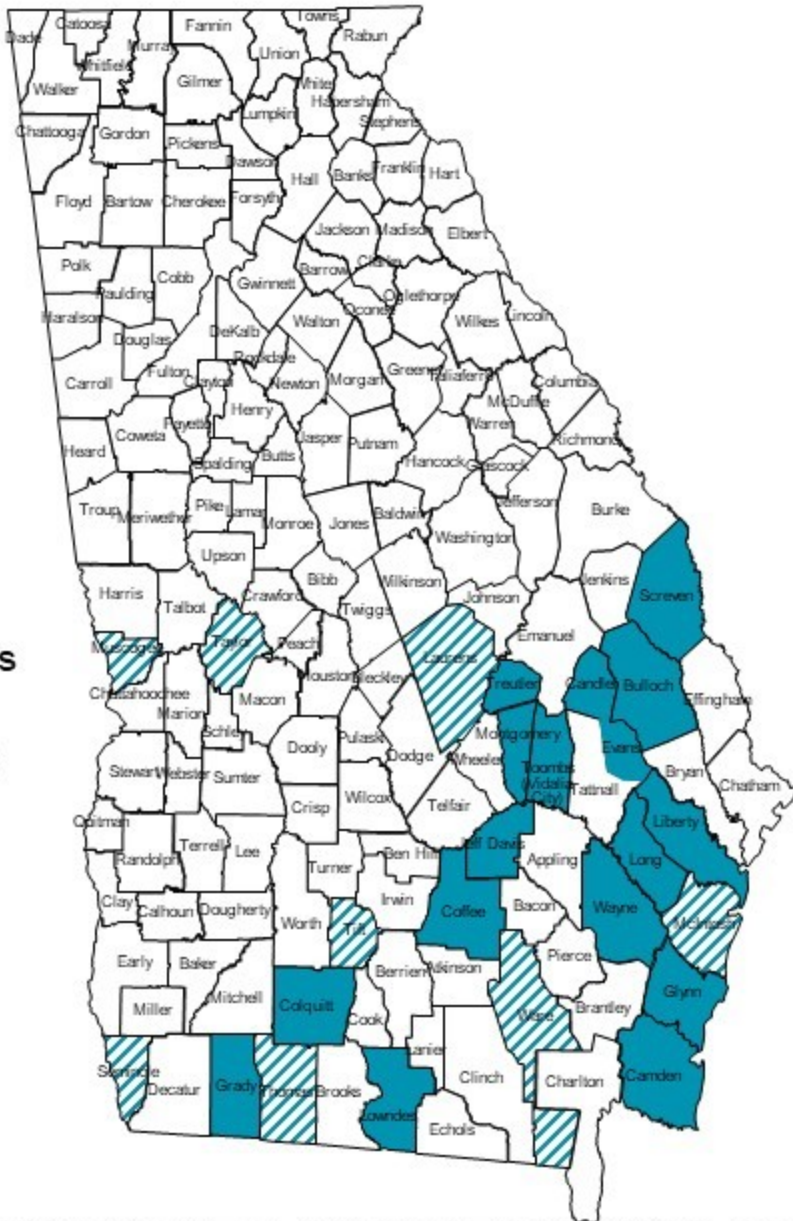 Towns
Catoosa
Fannin
Rabun
Dade
Murray
Union
Whitfield
White
Gilmer
Walker
Habersham
Lumpkin
Stephens
Chattooga
Gordon
Pickens
Dawson
Franklin
Hall
Banks
Hart
Floyd
Bartow
Cherokee
Forsyth
Jackson
Madison
Elbert
Clarke
Polk
Barrow
Cobb
Gwinnett
Paulding
Oglethorpe
Oconee
Haralson
Walton
Wilkes
Lincoln
DeKalb
Douglas
Rockdale
Fulton
Greene
Taliaferro
Carroll
Clayton
Newton
Morgan
Columbia
McDuffie
Henry
Fayette
Warren
Coweta
Jasper
Putnam
Richmond
Heard
Butts
Hancock
Glascock
Spalding
Jefferson
Troup
Meriwether
Pike
Lamar
Monroe
Jones
Baldwin
Burke
Washington
Upson
Bibb
Wilkinson
Jenkins
Harris
Crawford
Johnson
Screven
Talbot
Twiggs
Emanuel
Muscogee
Taylor
Peach
Laurens
Houston
Bleckley
Treutlen
Candler
Bulloch
Chattahoochee
Macon
Effingham
Marion
Schley
Pulaski
Montgomery
Dooly
Evans
Dodge
Wheeler
Stewart
Webster
Sumter
Toombs
(Vidalia
City)
Tattnall
Bryan
Chatham
Wilcox
Crisp
Telfair
Quitman
Liberty
Terrell
Lee
Jeff Davis
Randolph
Ben Hill
Long
Turner
Appling
Clay
Calhoun
Dougherty
Irwin
Coffee
Bacon
Wayne
Worth
Tift
McIntosh
Early
Baker
Pierce
Berrien
Atkinson
Mitchell
Glynn
Miller
Colquitt
Cook
Ware
Brantley
Lanier
Seminole
Clinch
Charlton
Camden
Decatur
Grady
Thomas
Brooks
Lowndes
Echols